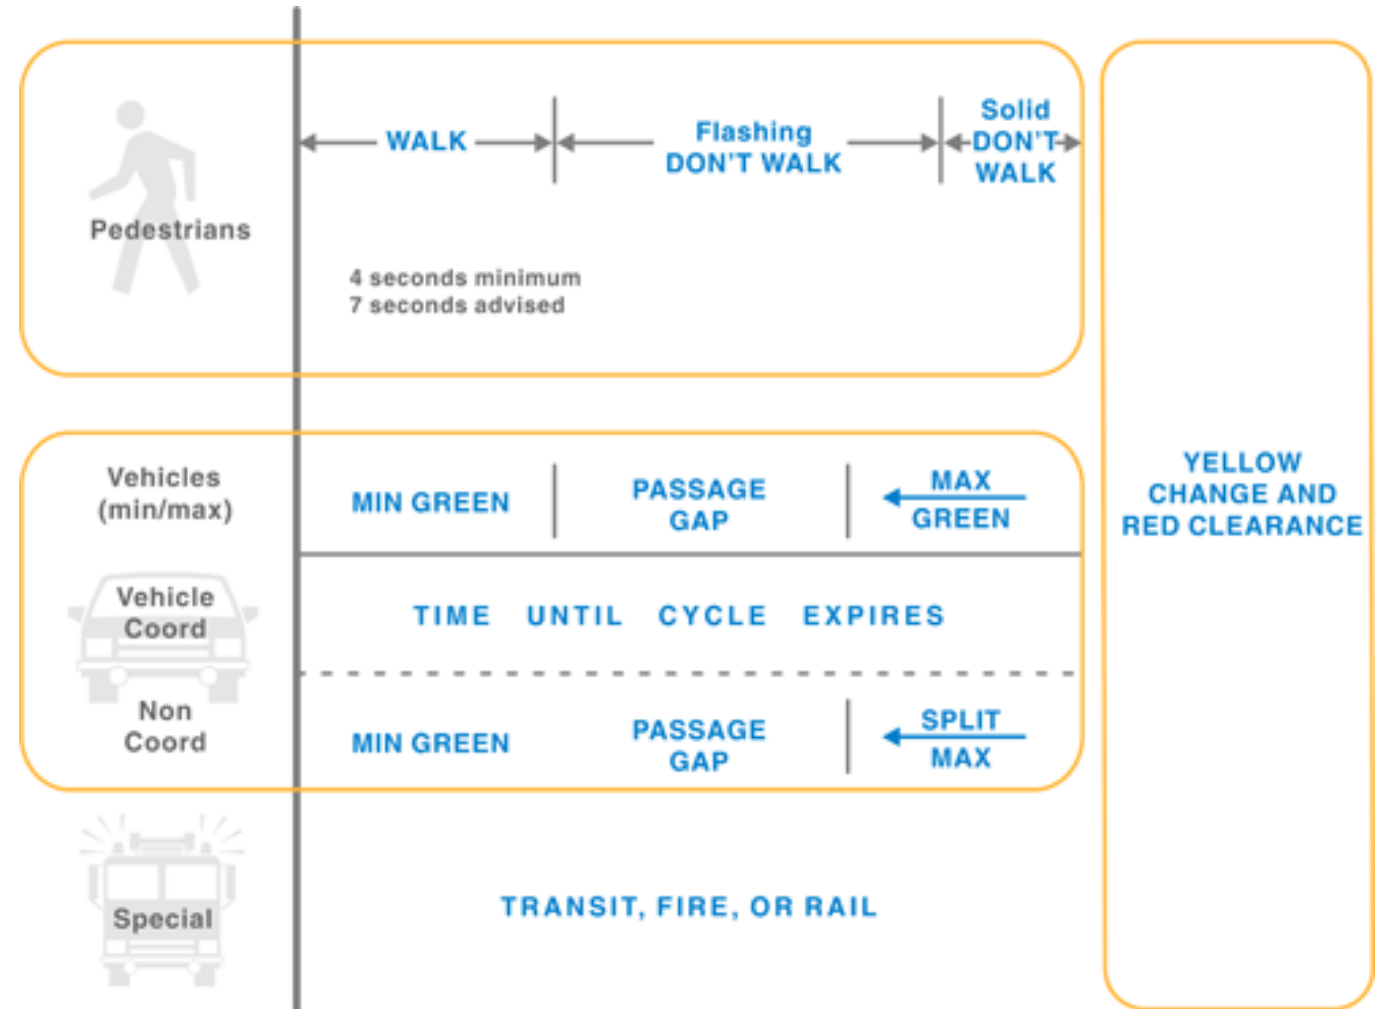 Pedestrians
WALK
Flashing
DON'T WALK
Solid
DON'T
WALK
4 seconds minimum
7 seconds advised
Vehicles
(min/max)
MIN GREEN
PASSAGE
GAP
MAX
GREEN
Vehicle
Coord
TIME UNTIL CYCLE EXPIRES
Non
Coord
MIN GREEN
PASSAGE
GAP
SPLIT
MAX
Special
TRANSIT, FIRE, OR RAIL
YELLOW
CHANGE AND
RED CLEARANCE